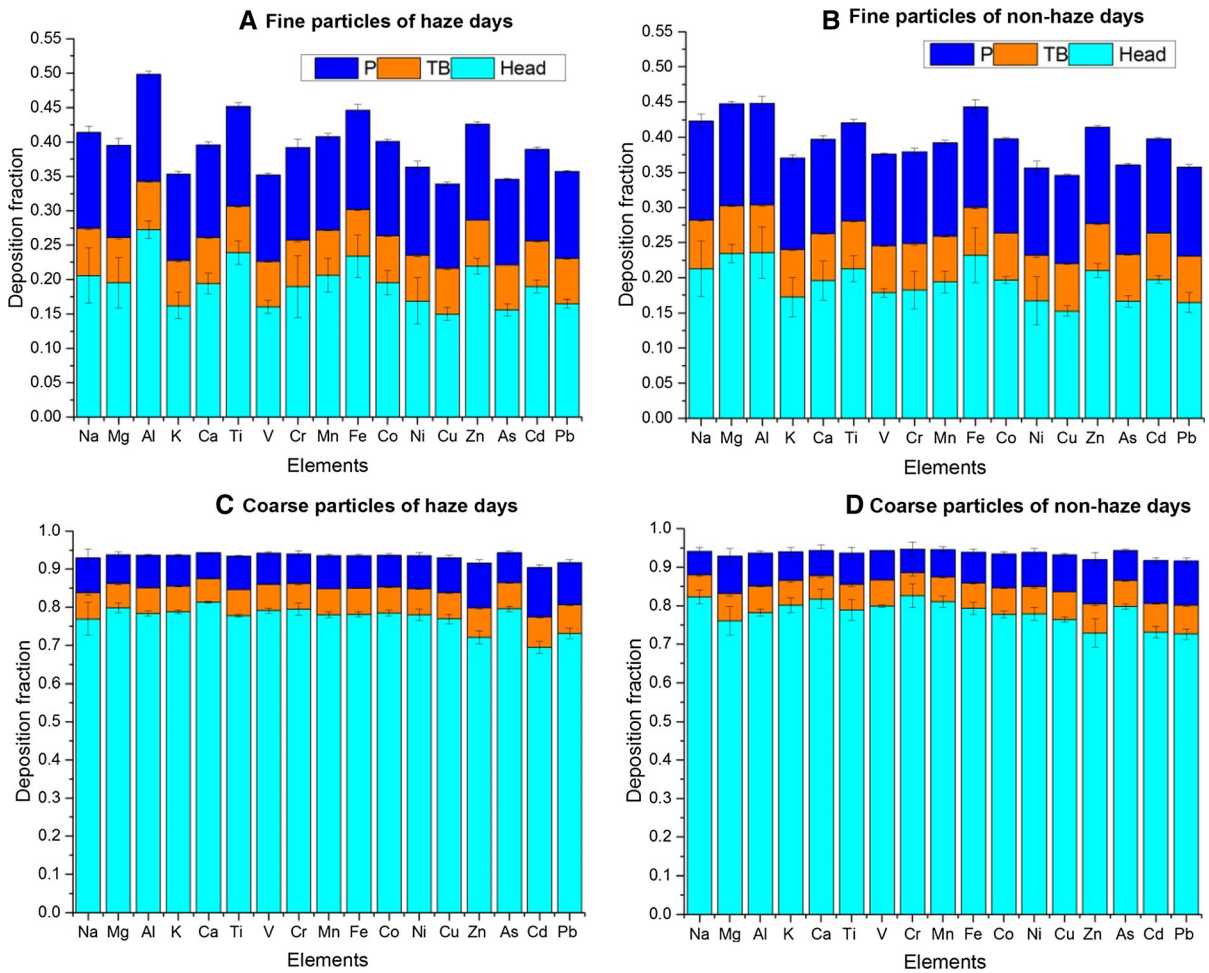 A Fine particles of haze days
P TB Head
Deposition fraction
0.55
0.50
0.45
0.40
0.35
0.30
0.25
0.20
0.15
0.10
0.05
0.00
Na Mg Al K Ca Ti V Cr Mn Fe Co Ni Cu Zn As Cd Pb
Elements
B Fine particles of non-haze days
P TB Head
Deposition fraction
0.55
0.50
0.45
0.40
0.35
0.30
0.25
0.20
0.15
0.10
0.05
0.00
Na Mg Al K Ca Ti V Cr Mn Fe Co Ni Cu Zn As Cd Pb
Elements
C Coarse particles of haze days
Deposition fraction
1.0
0.9
0.8
0.7
0.6
0.5
0.4
0.3
0.2
0.1
0.0
Na Mg Al K Ca Ti V Cr Mn Fe Co Ni Cu Zn As Cd Pb
Elements
D Coarse particles of non-haze days
Deposition fraction
1.0
0.9
0.8
0.7
0.6
0.5
0.4
0.3
0.2
0.1
0.0
Na Mg Al K Ca Ti V Cr Mn Fe Co Ni Cu Zn As Cd Pb
Elements